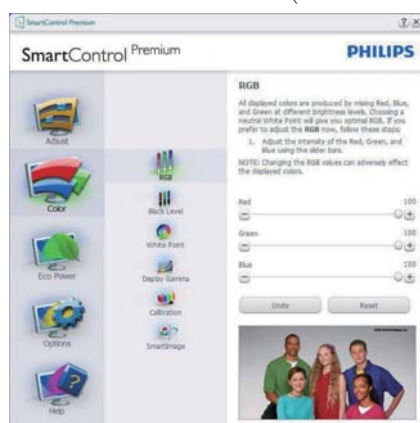 SmartControl Premium
SmartControl Premium
PHILIPS
Adjust
Color
Eco Power
Options
Help
RGB
Black Level
White Point
Display Gamma
Calibration
SmartImage
RGB
All displayed colors are produced by mixing Red, Blue,
and Green at different brightness levels. Choosing a
neutral White Point will give you optimal RGB. If you
prefer to adjust the RGB now, follow these steps:
1. Adjust the intensity of the Red, Green, and
Blue using the slider bars.
NOTE: Changing the RGB values can adversely effect
the displayed colors.
Red 100
Green 100
Blue 100
Undo Reset